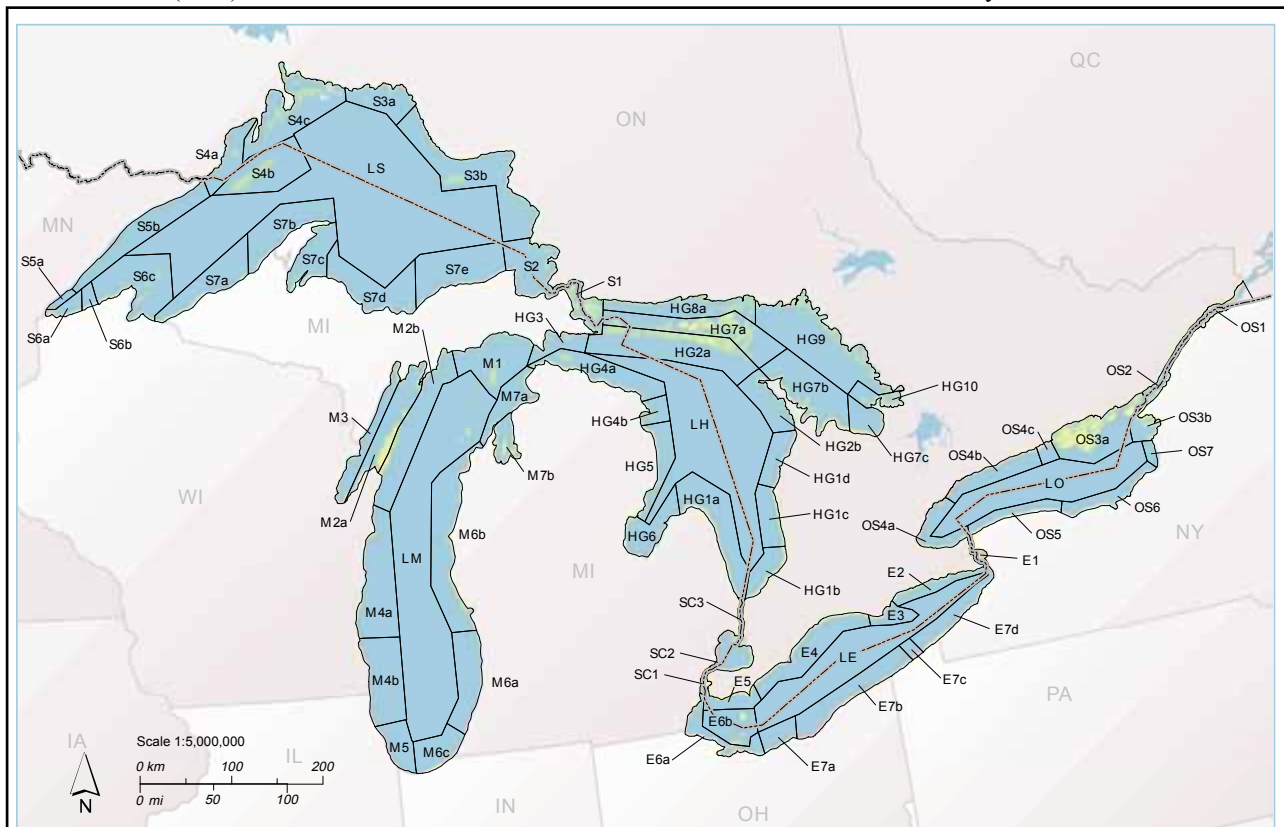 QC
ON
S3a
S4c
S4a
LS
S3b
S4b
MN
S5b
S7b
S5a
S6c
S7c
S2
S7a
S7e
S1
S7d
OS1
S6a
S6b
MI
HG3
HG8a
M2b
HG7a
HG9
HG2a
M1
HG4a
OS2
HG7b
HG10
M7a
M3
OS3b
HG4b
LH
HG2b
OS4c
OS3a
HG7c
OS7
OS4b
WI
M7b
HG5
HG1d
LO
HG1a
M2a
HG1c
OS6
OS4a
M6b
HG6
OS5
NY
LM
E1
MI
HG1b
E2
SC3
M4a
E3
E7d
E4
SC2
LE
SC1
E5
E7c
M4b
M6a
PA
E7b
E6b
IA
Scale 1:5,000,000
IL
M5
M6c
0 km 100 200
E6a
E7a
N
0 mi 50 100
IN
OH